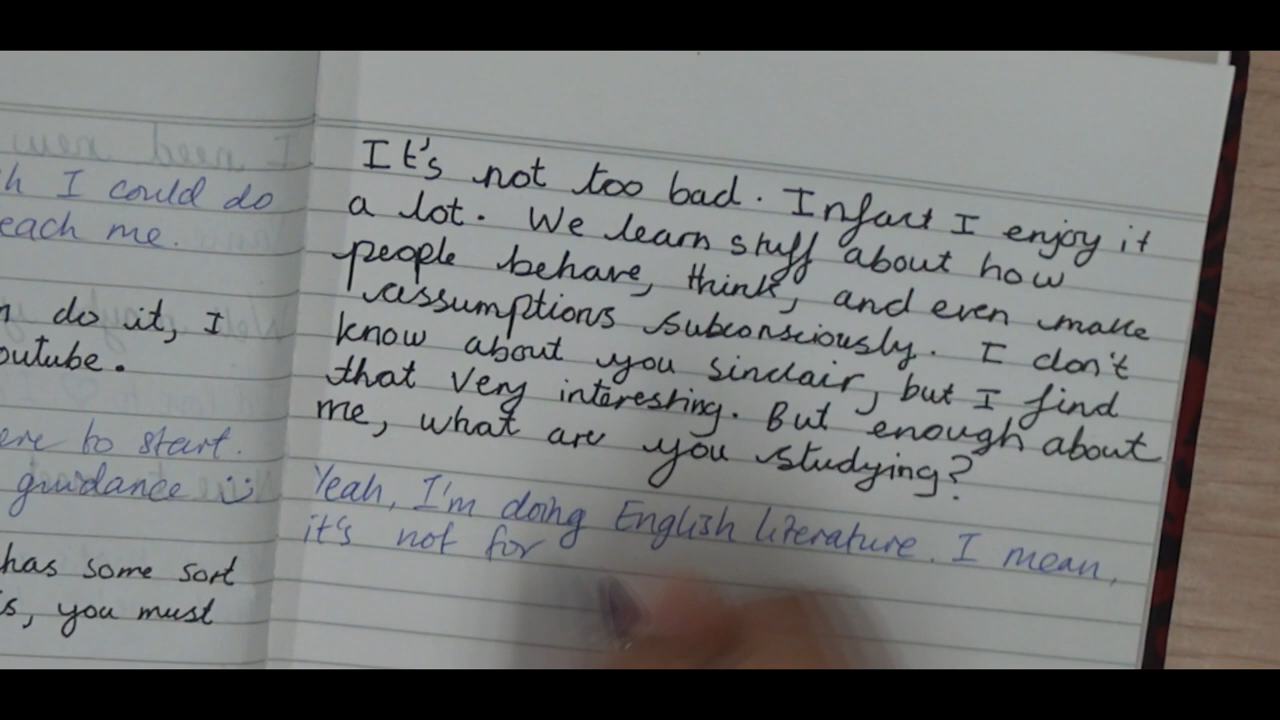 h I could do
each me.
n do it, I
outube.
ere to start.
guidance
has some sort
s, you must
It's not too bad. Infact I enjoy it
a lot. We learn stuff about how
people behave, think, and even make
assumptions subconsciously. I don't
know about you sinclair, but I find
that very interesting. But enough about
me, what are you studying?
Yeah, I'm doing English literature. I mean,
it's not for